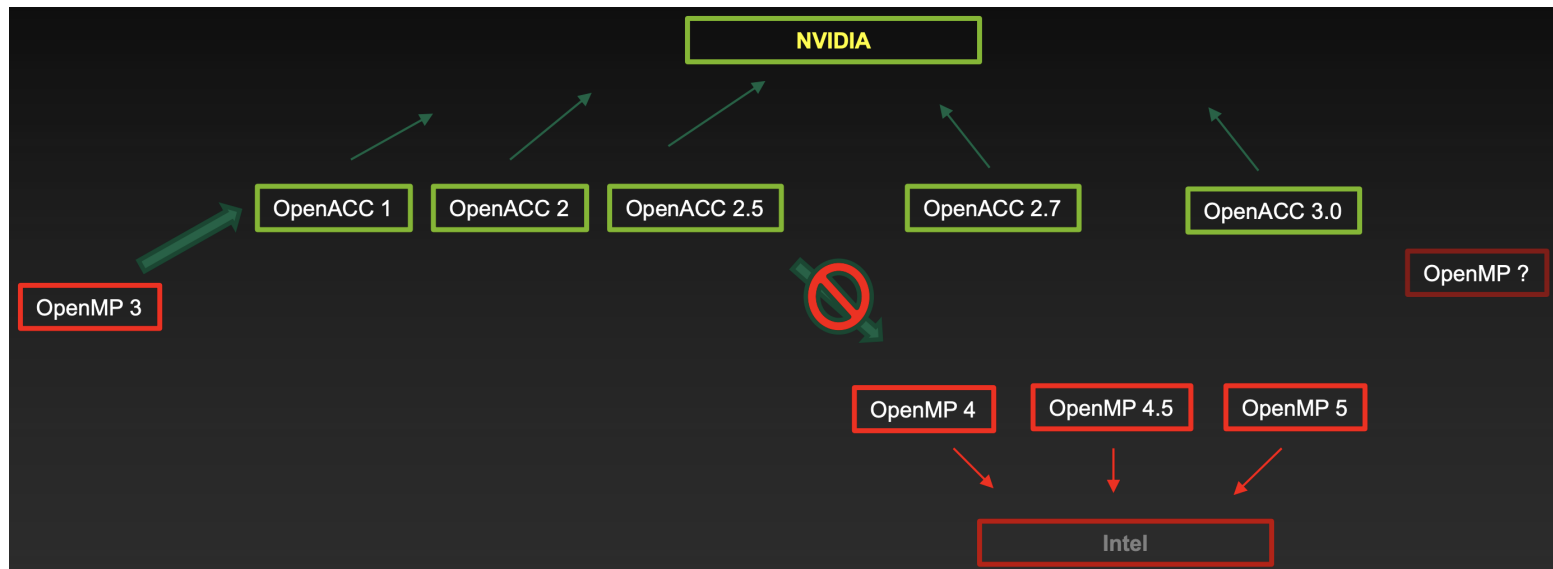 NVIDIA
OpenACC 1
OpenACC 2
OpenACC 2.5
OpenACC 2.7
OpenACC 3.0
OpenMP ?
OpenMP 3
OpenMP 4
OpenMP 4.5
OpenMP 5
Intel